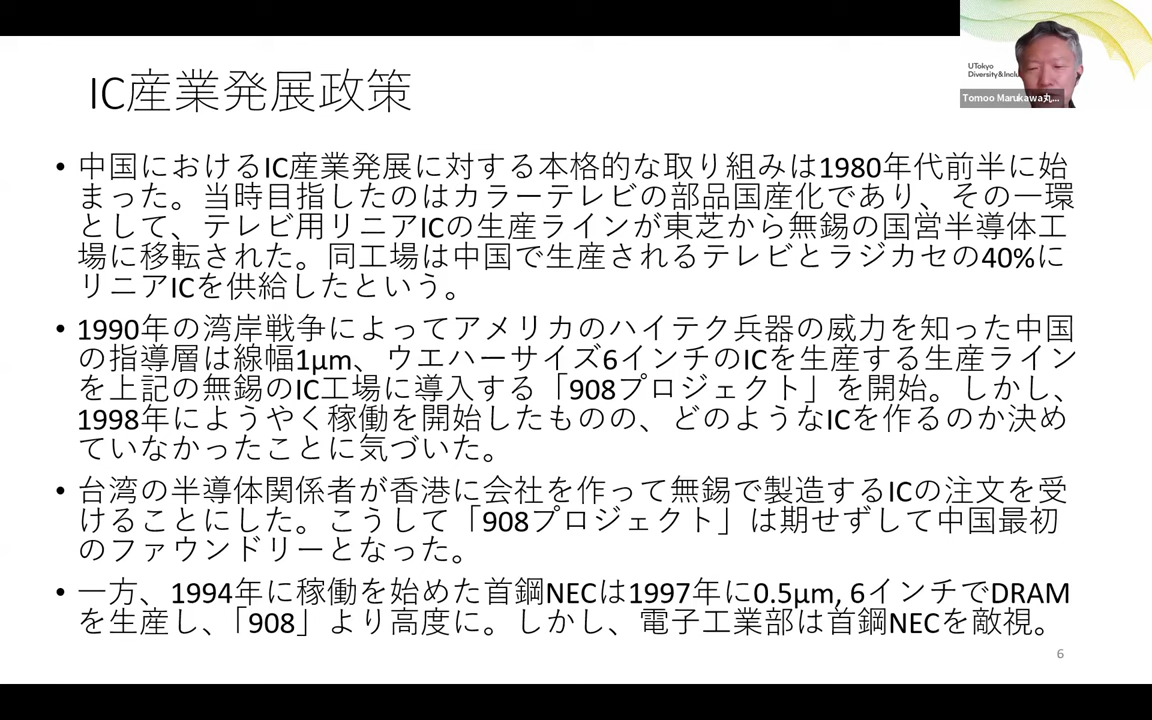 IC産業発展政策
UTokyo
Diversity&Inclu
Tomoo Marukawa丸...
• 中国におけるIC産業発展に対する本格的な取り組みは1980年代前半に始
まった。当時目指したのはカラーテレビの部品国産化であり、その一環
として、テレビ用リニアICの生産ラインが東芝から無錫の国営半導体工
場に移転された。同工場は中国で生産されるテレビとラジカセの40%に
リニアICを供給したという。
• 1990年の湾岸戦争によってアメリカのハイテク兵器の威力を知った中国
の指導層は線幅1μm、ウエハーサイズ6インチのICを生産する生産ライン
を上記の無錫のIC工場に導入する「908プロジェクト」を開始。しかし、
1998年にようやく稼働を開始したものの、どのようなICを作るのか決め
ていなかったことに気づいた。
• 台湾の半導体関係者が香港に会社を作って無錫で製造するICの注文を受
けることにした。こうして「908プロジェクト」は期せずして中国最初
のファウンドリーとなった。
• 一方、1994年に稼働を始めた首鋼NECは1997年に0.5μm, 6インチでDRAM
を生産し、「908」より高度に。しかし、電子工業部は首鋼NECを敵視。
6